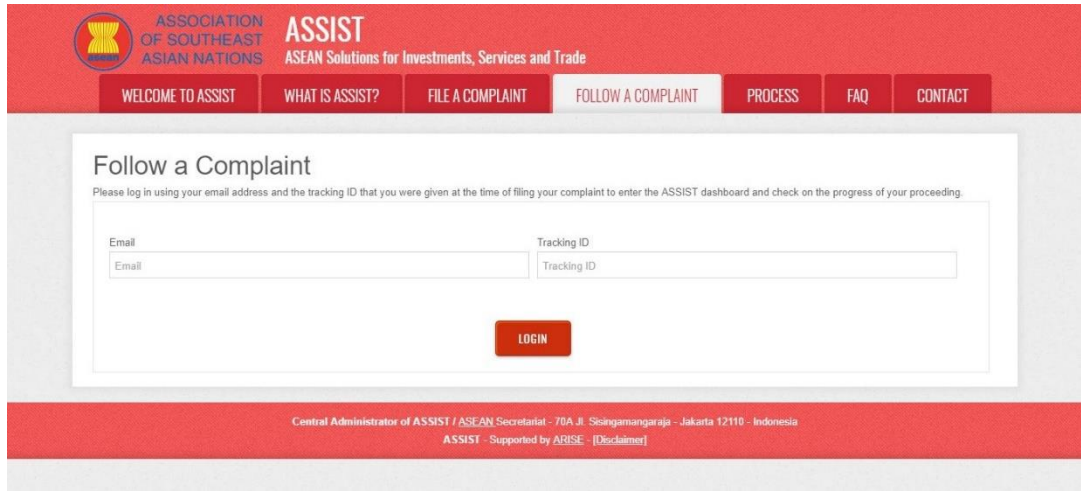 ASSOCIATION
OF SOUTHEAST
ASIAN NATIONS
ASSIST
ASEAN Solutions for Investments, Services and Trade
WELCOME TO ASSIST WHAT IS ASSIST? FILE A COMPLAINT FOLLOW A COMPLAINT PROCESS FAQ CONTACT
Follow a Complaint
Please log in using your email address and the tracking ID that you were given at the time of filing your complaint to enter the ASSIST dashboard and check on the progress of your proceeding.
Email Tracking ID
Email Tracking ID
LOGIN
Central Administrator of ASSIST / ASEAN Secretariat - 70A Jl. Sisingamangaraja - Jakarta 12110 - Indonesia
ASSIST - Supported by ARISE - [Disclaimer]